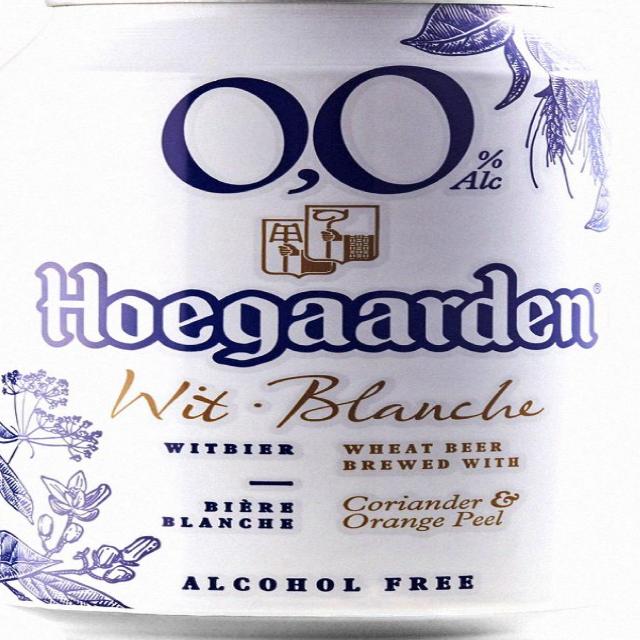 0,0 % Alc
Hoegaarden®
Wit · Blanche
WITBIER
—
BIÈRE
BLANCHE
WHEAT BEER
BREWED WITH
Coriander &
Orange Peel
ALCOHOL FREE